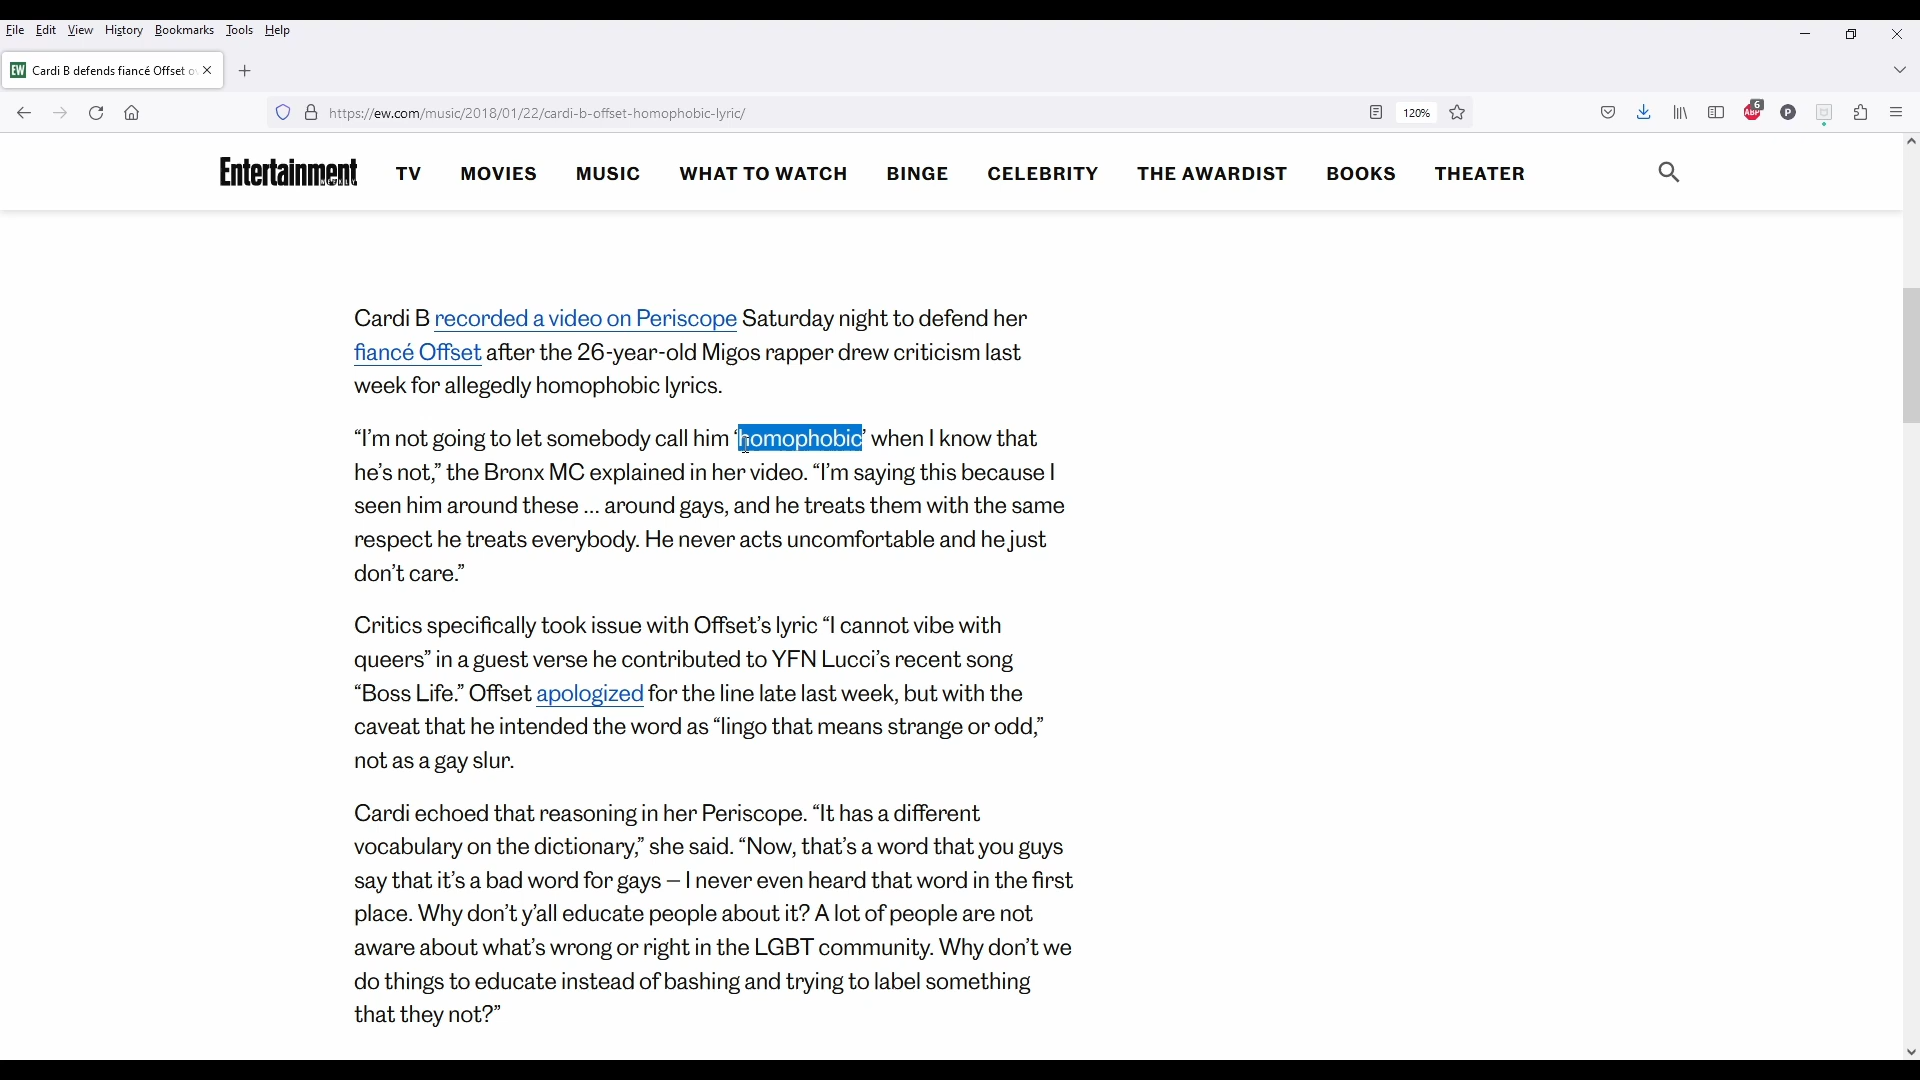 File Edit View History Bookmarks Tools Help
EW Cardi B defends fiancé Offset
https://ew.com/music/2018/01/22/cardi-b-offset-homophobic-lyric/ 120% ABP 6 P
Entertainment TV MOVIES MUSIC WHAT TO WATCH BINGE CELEBRITY THE AWARDIST BOOKS THEATER
Cardi B recorded a video on Periscope Saturday night to defend her
fiancé Offset after the 26-year-old Migos rapper drew criticism last
week for allegedly homophobic lyrics.
“I’m not going to let somebody call him ‘homophobic’ when I know that
he’s not,” the Bronx MC explained in her video. “I’m saying this because I
seen him around these ... around gays, and he treats them with the same
respect he treats everybody. He never acts uncomfortable and he just
don’t care.”
Critics specifically took issue with Offset’s lyric “I cannot vibe with
queers” in a guest verse he contributed to YFN Lucci’s recent song
“Boss Life.” Offset apologized for the line late last week, but with the
caveat that he intended the word as “lingo that means strange or odd,”
not as a gay slur.
Cardi echoed that reasoning in her Periscope. “It has a different
vocabulary on the dictionary,” she said. “Now, that’s a word that you guys
say that it’s a bad word for gays — I never even heard that word in the first
place. Why don’t y’all educate people about it? A lot of people are not
aware about what’s wrong or right in the LGBT community. Why don’t we
do things to educate instead of bashing and trying to label something
that they not?”